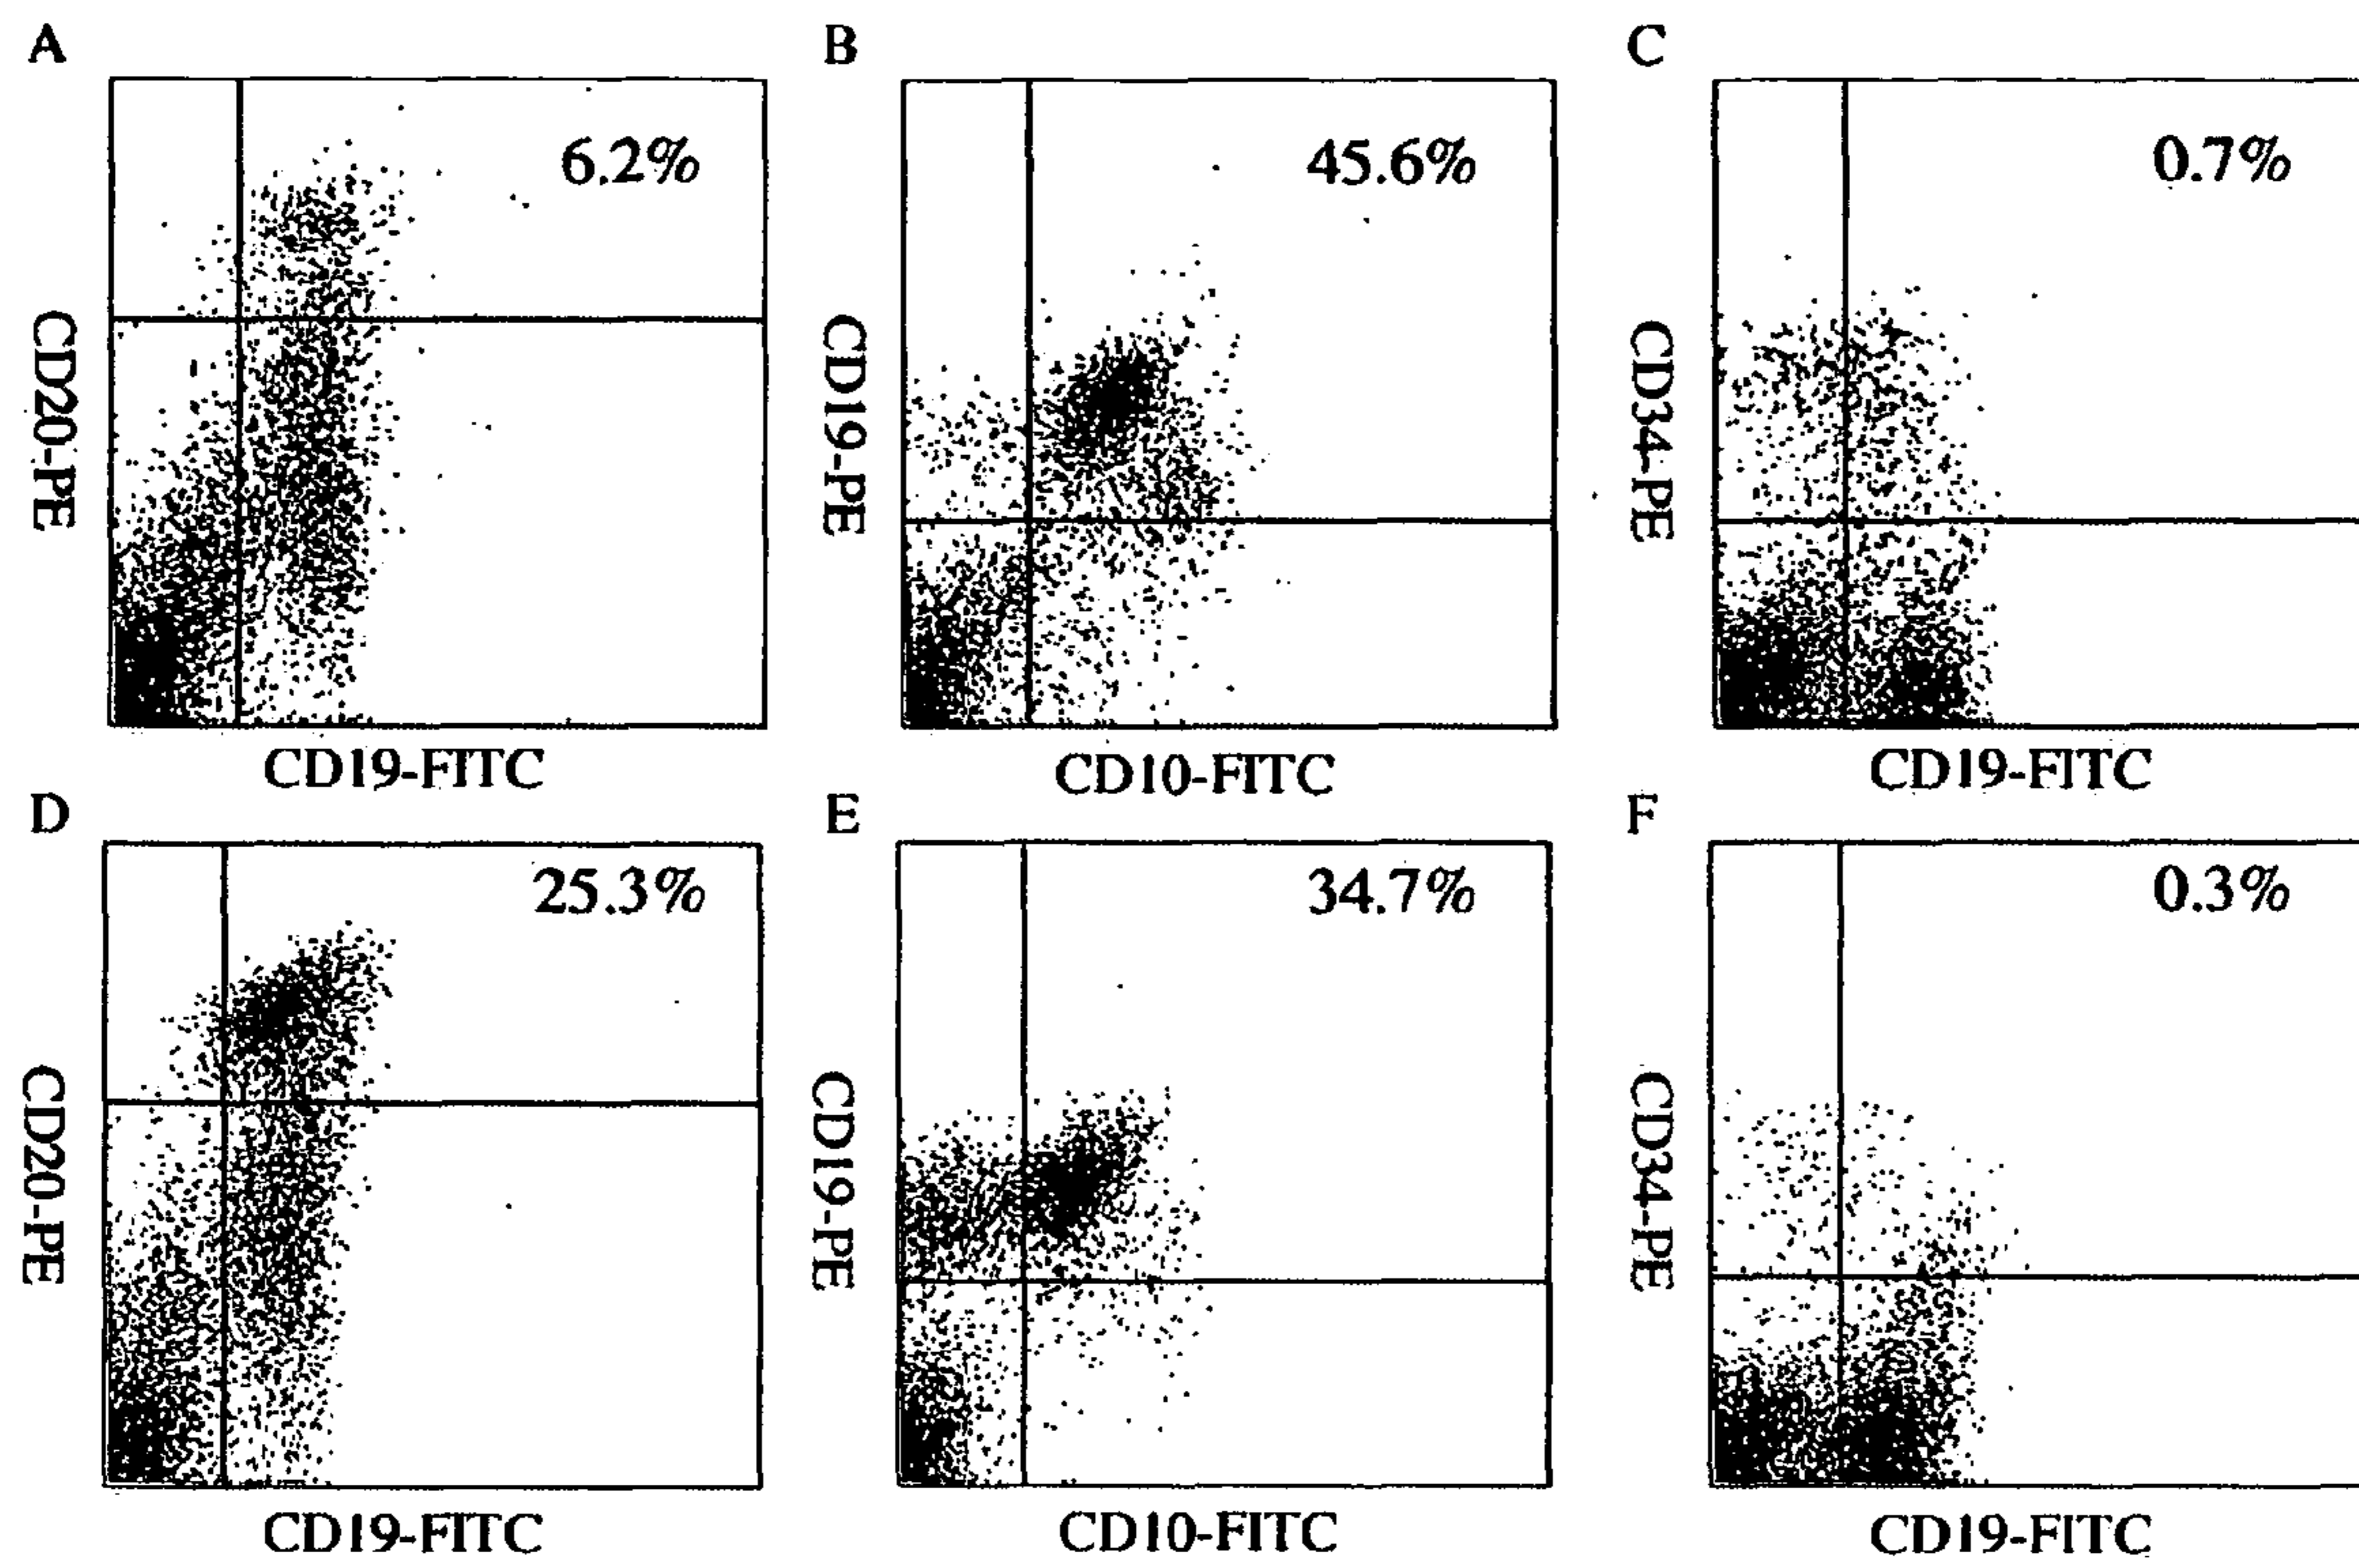 A B C
6.2% 45.6% 0.7%
CD20-PE CD19-PE CD34-PE
CD19-FITC CD10-FITC CD19-FITC
D E F
25.3% 34.7% 0.3%
CD20-PE CD19-PE CD34-PE
CD19-FITC CD10-FITC CD19-FITC